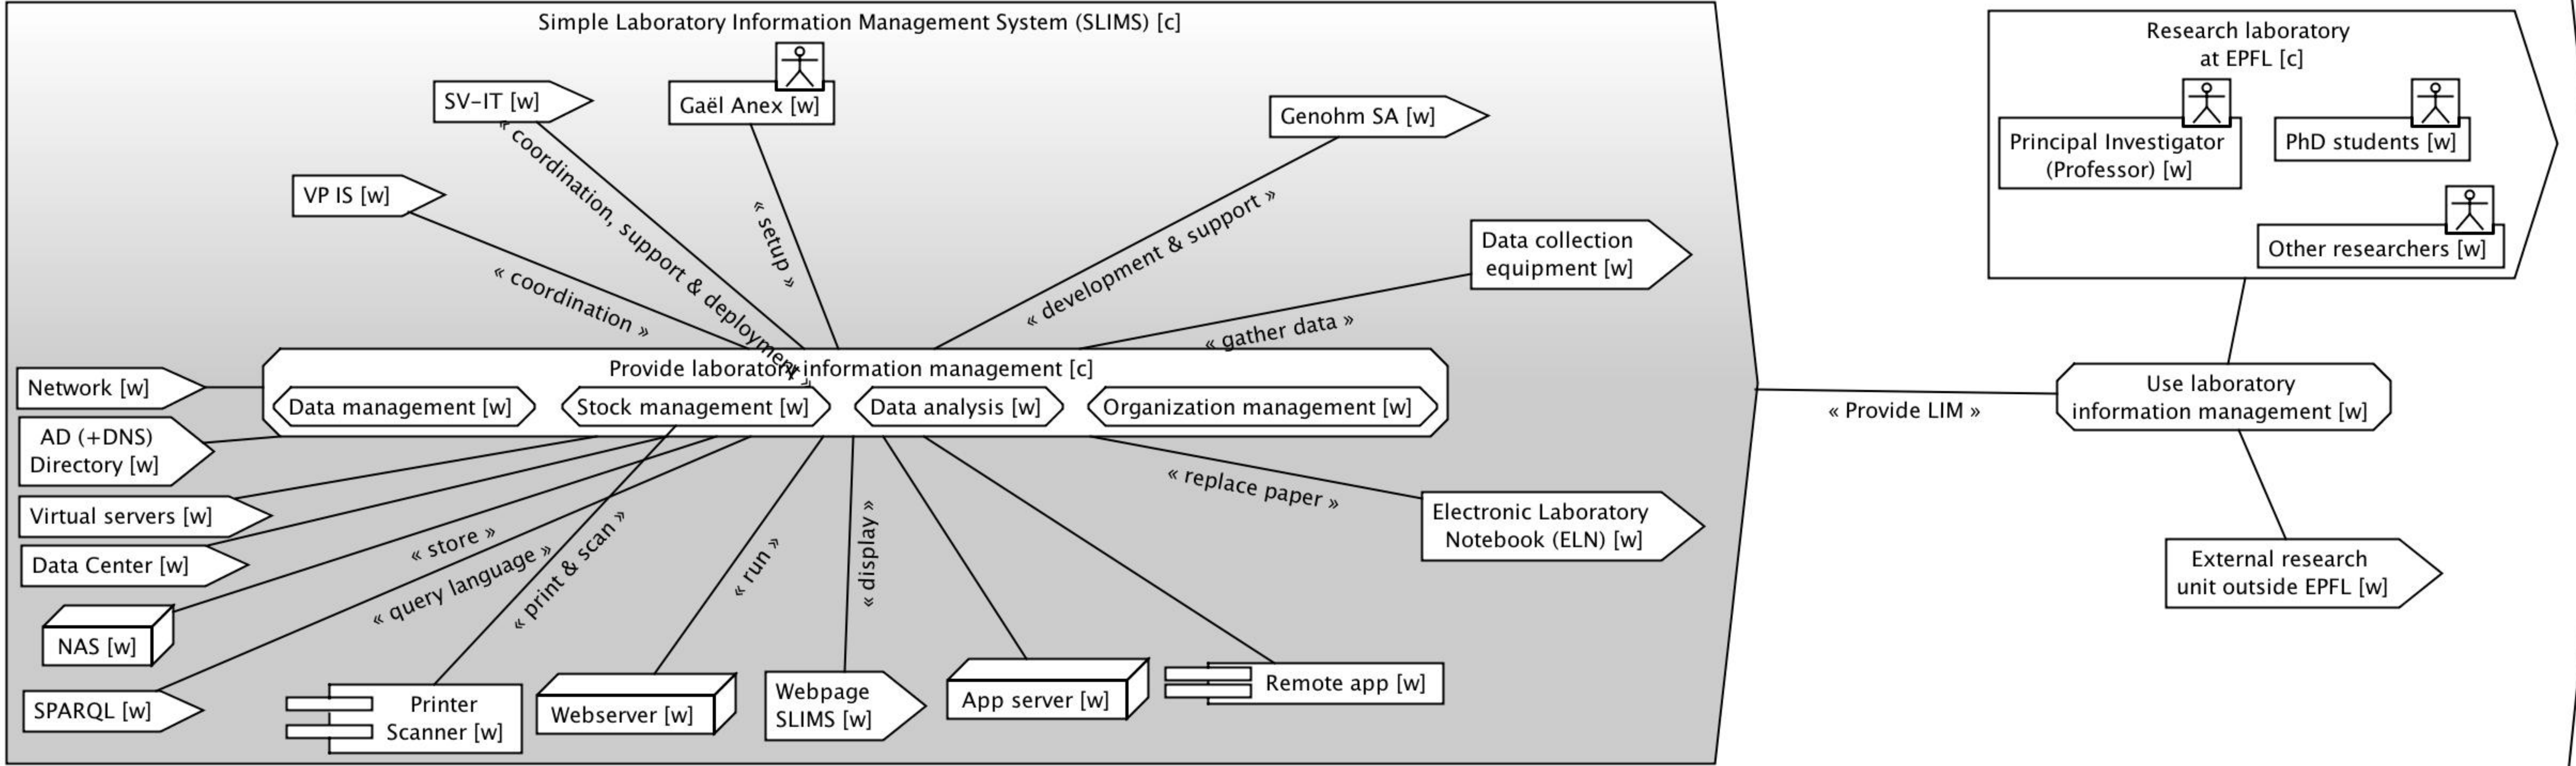 Simple Laboratory Information Management System (SLIMS) [c]
SV-IT [w]
Gaël Anex [w]
Genohm SA [w]
VP IS [w]
« coordination, support & deployment »
« setup »
« development & support »
« coordination »
Data collection
equipment [w]
« gather data »
Provide laboratory information management [c]
Data management [w]
Stock management [w]
Data analysis [w]
Organization management [w]
Network [w]
AD (+DNS)
Directory [w]
Virtual servers [w]
Data Center [w]
NAS [w]
SPARQL [w]
« store »
« query language »
« print & scan »
« run »
« display »
« replace paper »
Electronic Laboratory
Notebook (ELN) [w]
Printer
Scanner [w]
Webserver [w]
Webpage
SLIMS [w]
App server [w]
Remote app [w]
« Provide LIM »
Research laboratory
at EPFL [c]
Principal Investigator
(Professor) [w]
PhD students [w]
Other researchers [w]
Use laboratory
information management [w]
External research
unit outside EPFL [w]